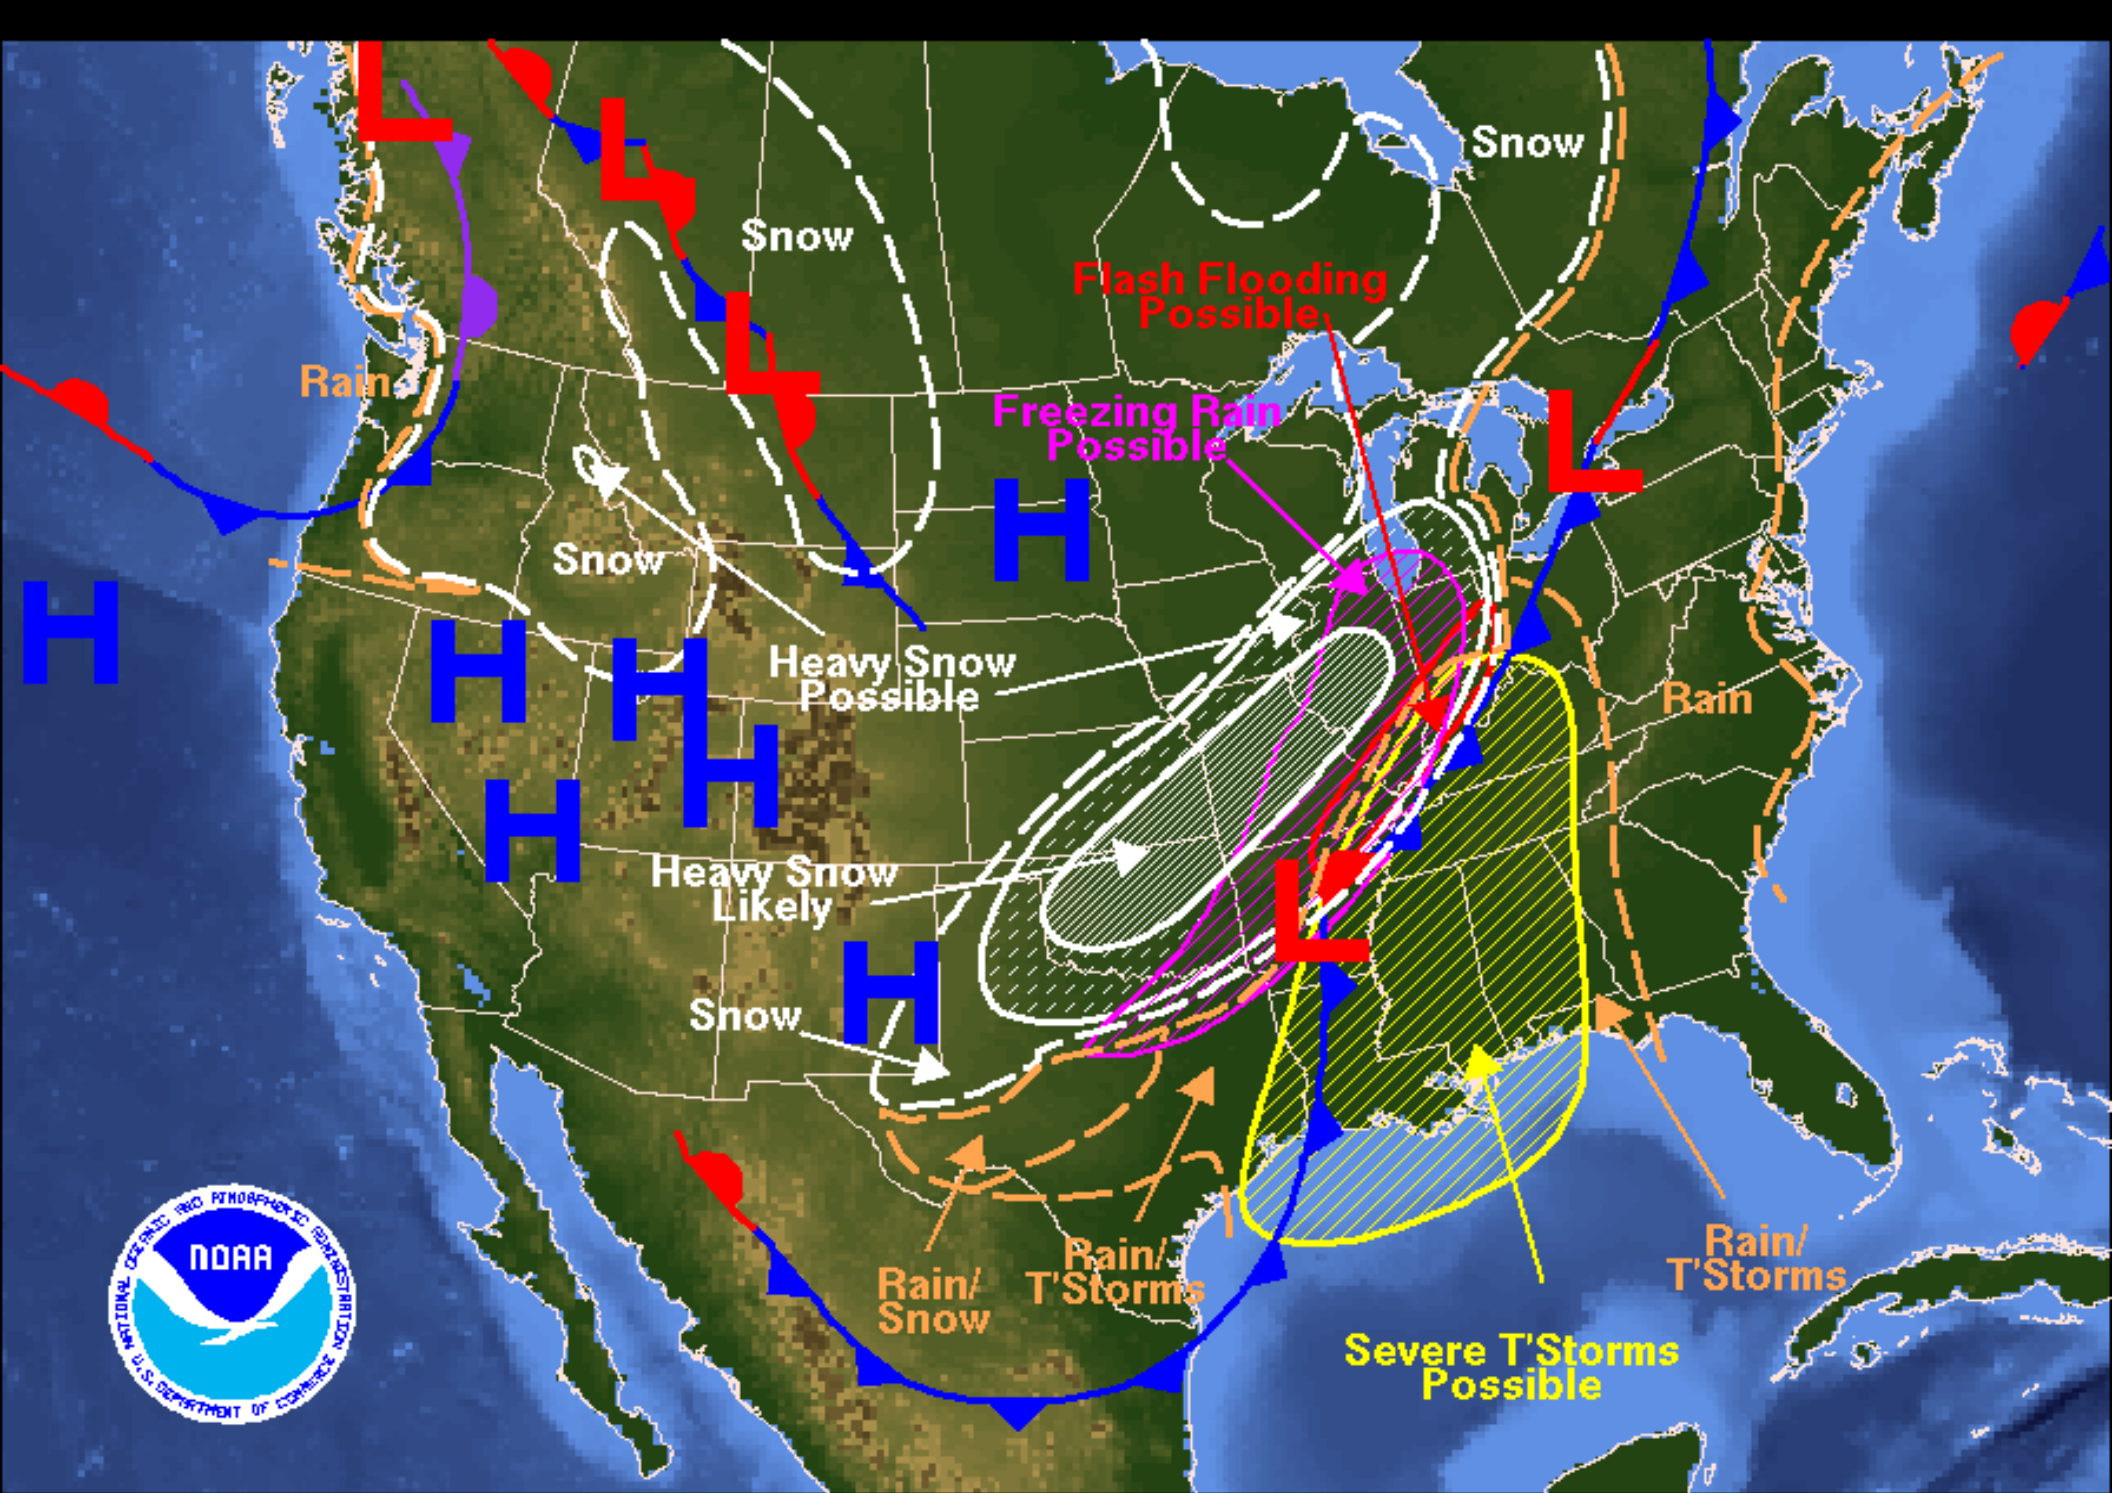 L
L
Snow
Snow
L
Flash Flooding
Possible
Rain
Freezing Rain
Possible
L
H
Snow
H
H
H
Heavy Snow
Possible
Rain
H
H
Heavy Snow
Likely
L
H
Snow
Rain/
Snow
Rain/
T'Storms
Rain/
T'Storms
Severe T'Storms
Possible
NOAA
NATIONAL OCEANIC AND ATMOSPHERIC ADMINISTRATION
U.S. DEPARTMENT OF COMMERCE